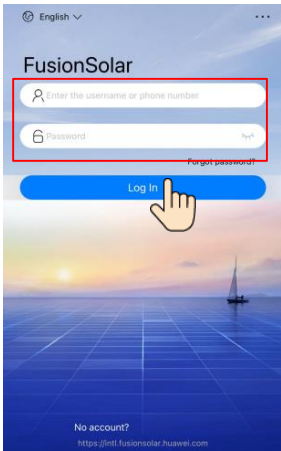 English
FusionSolar
Enter the username or phone number
Password
Forgot password?
Log In
No account?
https://intl.fusionsolar.huawei.com